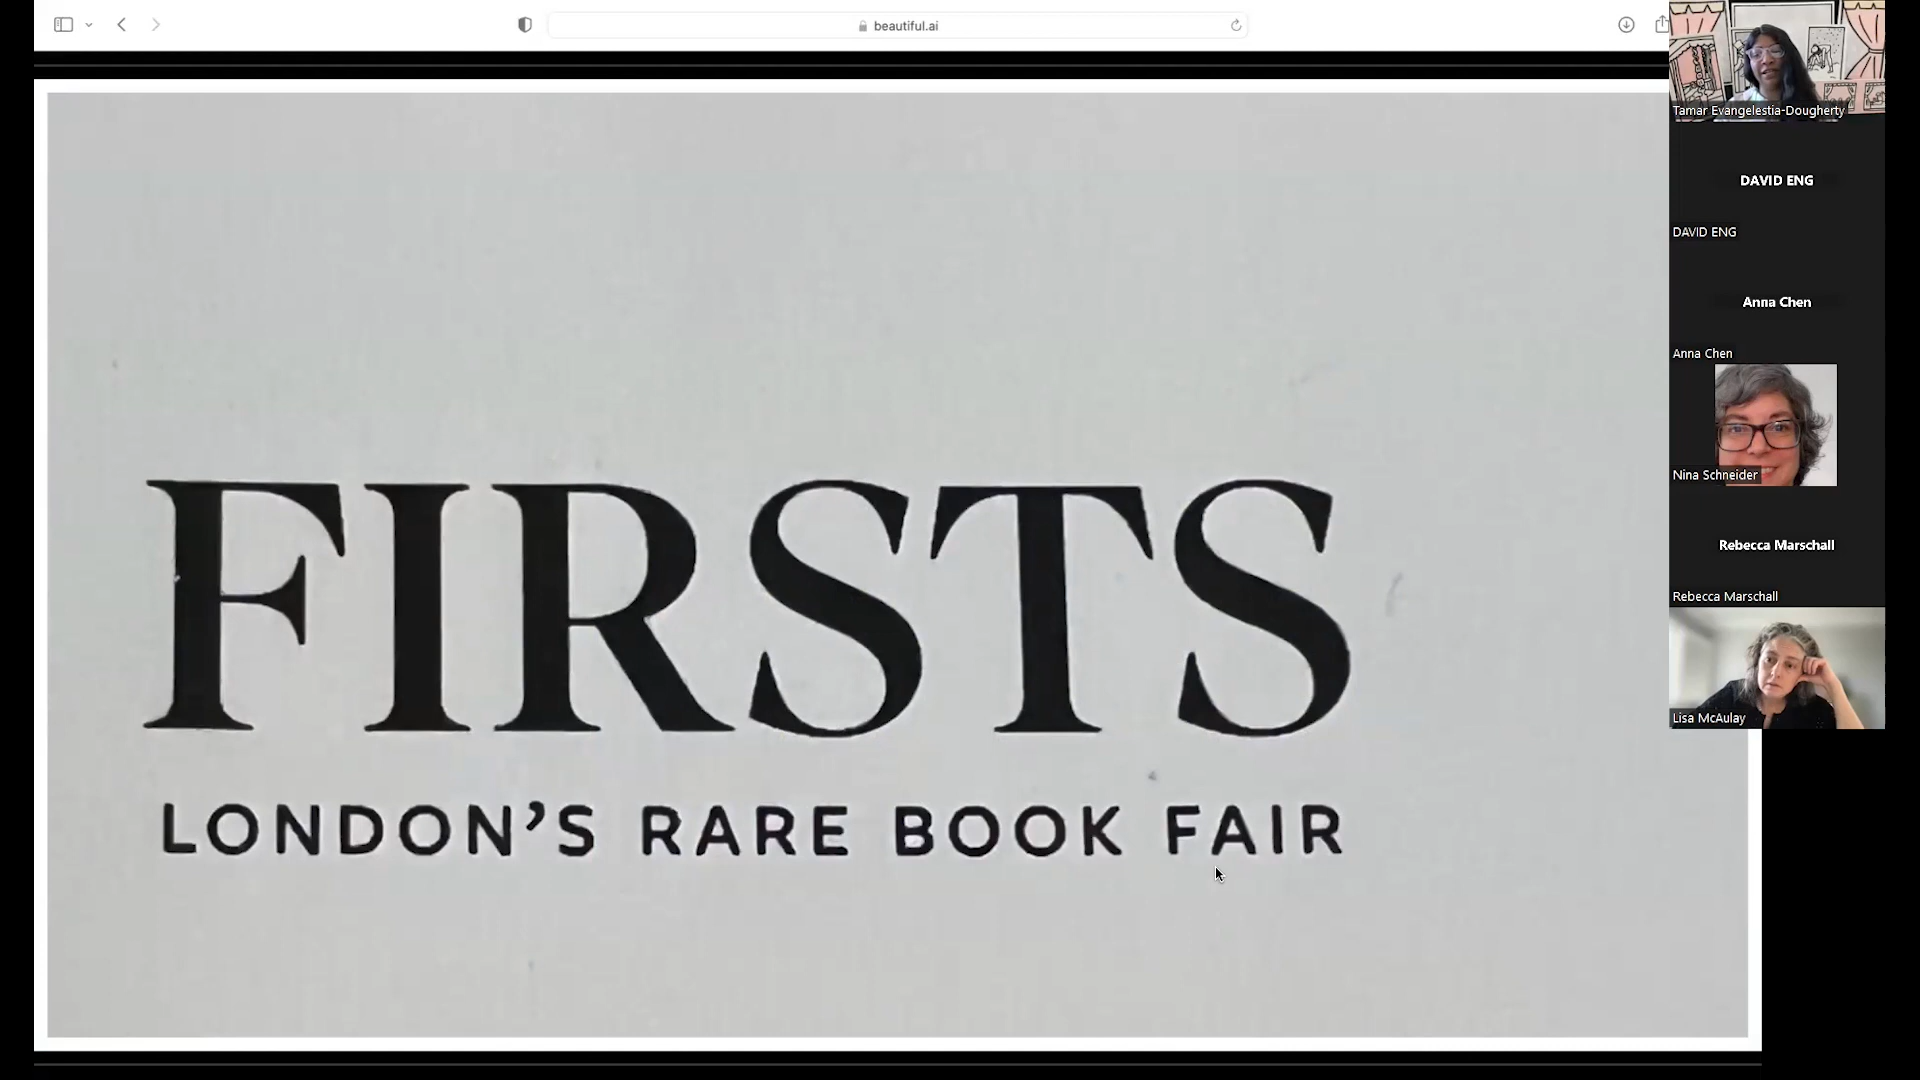 beautiful.ai
FIRSTS
LONDON'S RARE BOOK FAIR
Tamar Evangelestia-Dougherty
DAVID ENG
DAVID ENG
Anna Chen
Anna Chen
Nina Schneider
Rebecca Marschall
Rebecca Marschall
Lisa McAulay